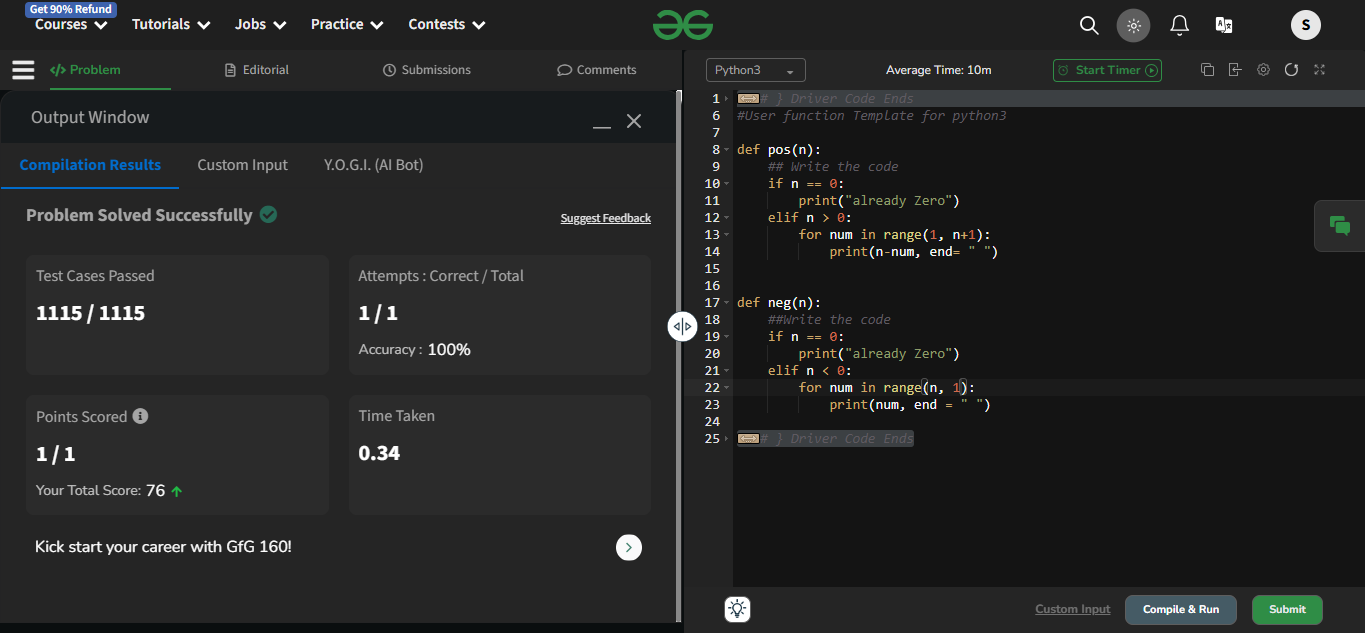 Get 90% Refund
Courses Tutorials Jobs Practice Contests
S
Problem Editorial Submissions Comments
Python3 Average Time: 10m Start Timer
Output Window
Compilation Results Custom Input Y.O.G.I. (AI Bot)
Problem Solved Successfully Suggest Feedback
Test Cases Passed
1115 / 1115
Attempts : Correct / Total
1 / 1
Accuracy : 100%
Points Scored
1 / 1
Your Total Score: 76
Time Taken
0.34
Kick start your career with GfG 160!
1 # } Driver Code Ends
6 #User function Template for python3
7
8 def pos(n):
9 ## Write the code
10 if n == 0:
11 print("already Zero")
12 elif n > 0:
13 for num in range(1, n+1):
14 print(n-num, end= " ")
15
16
17 def neg(n):
18 ##Write the code
19 if n == 0:
20 print("already Zero")
21 elif n < 0:
22 for num in range(n, 1):
23 print(num, end = " ")
24
25 # } Driver Code Ends
Custom Input Compile & Run Submit